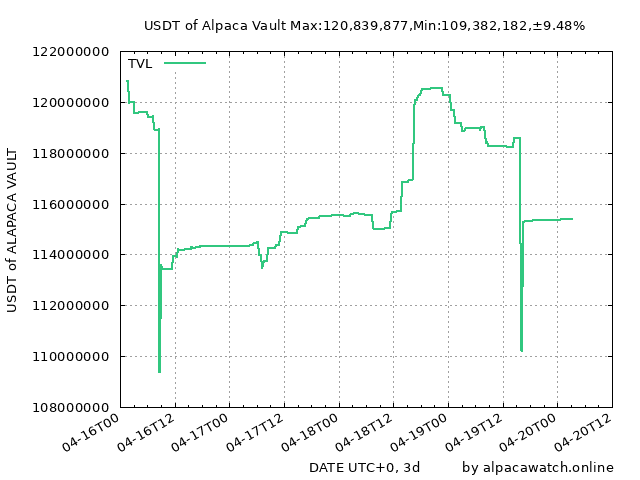 USDT of Alpaca Vault Max:120,839,877,Min:109,382,182,±9.48%
TVL
122000000
120000000
118000000
116000000
114000000
112000000
110000000
108000000
USDT of ALAPACA VAULT
04-16T00
04-16T12
04-17T00
04-17T12
04-18T00
04-18T12
04-19T00
04-19T12
04-20T00
04-20T12
DATE UTC+0, 3d
by alpacawatch.online